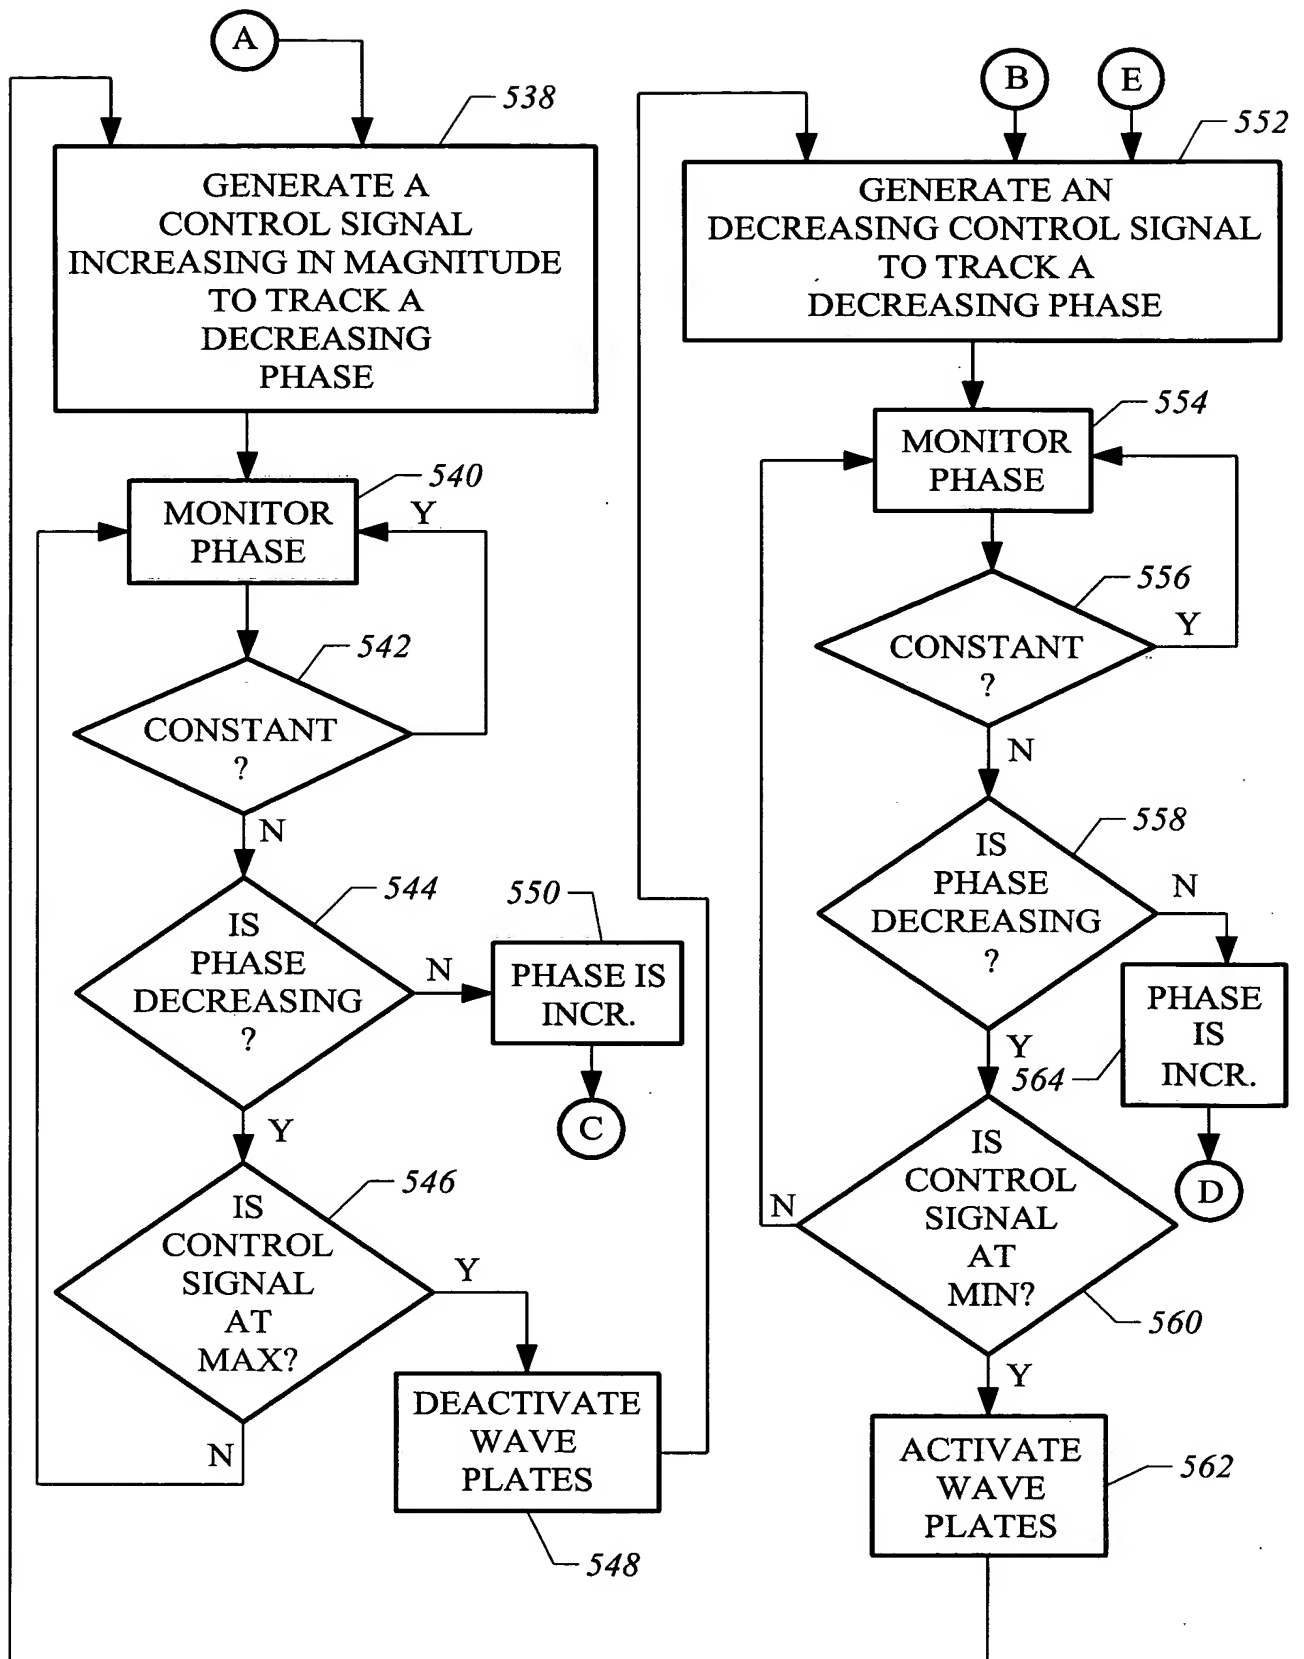 A
538
GENERATE A
CONTROL SIGNAL
INCREASING IN MAGNITUDE
TO TRACK A
DECREASING
PHASE
540
MONITOR
PHASE
Y
542
CONSTANT
?
N
544
IS
PHASE
DECREASING
?
N
550
PHASE IS
INCR.
C
Y
546
IS
CONTROL
SIGNAL
AT
MAX?
Y
N
DEACTIVATE
WAVE
PLATES
548
B
E
552
GENERATE AN
DECREASING CONTROL SIGNAL
TO TRACK A
DECREASING PHASE
554
MONITOR
PHASE
556
CONSTANT
?
Y
N
558
IS
PHASE
DECREASING
?
N
PHASE
IS
INCR.
564
D
Y
IS
CONTROL
SIGNAL
AT
MIN?
N
560
Y
ACTIVATE
WAVE
PLATES
562